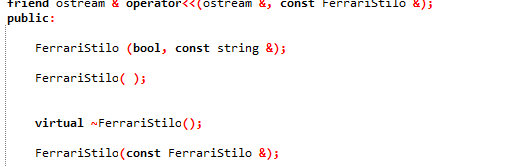 friend ostream & operator<<(ostream &, const FerrariStilo &);
public:
FerrariStilo (bool, const string &);
FerrariStilo( );
virtual ~FerrariStilo();
FerrariStilo(const FerrariStilo &);